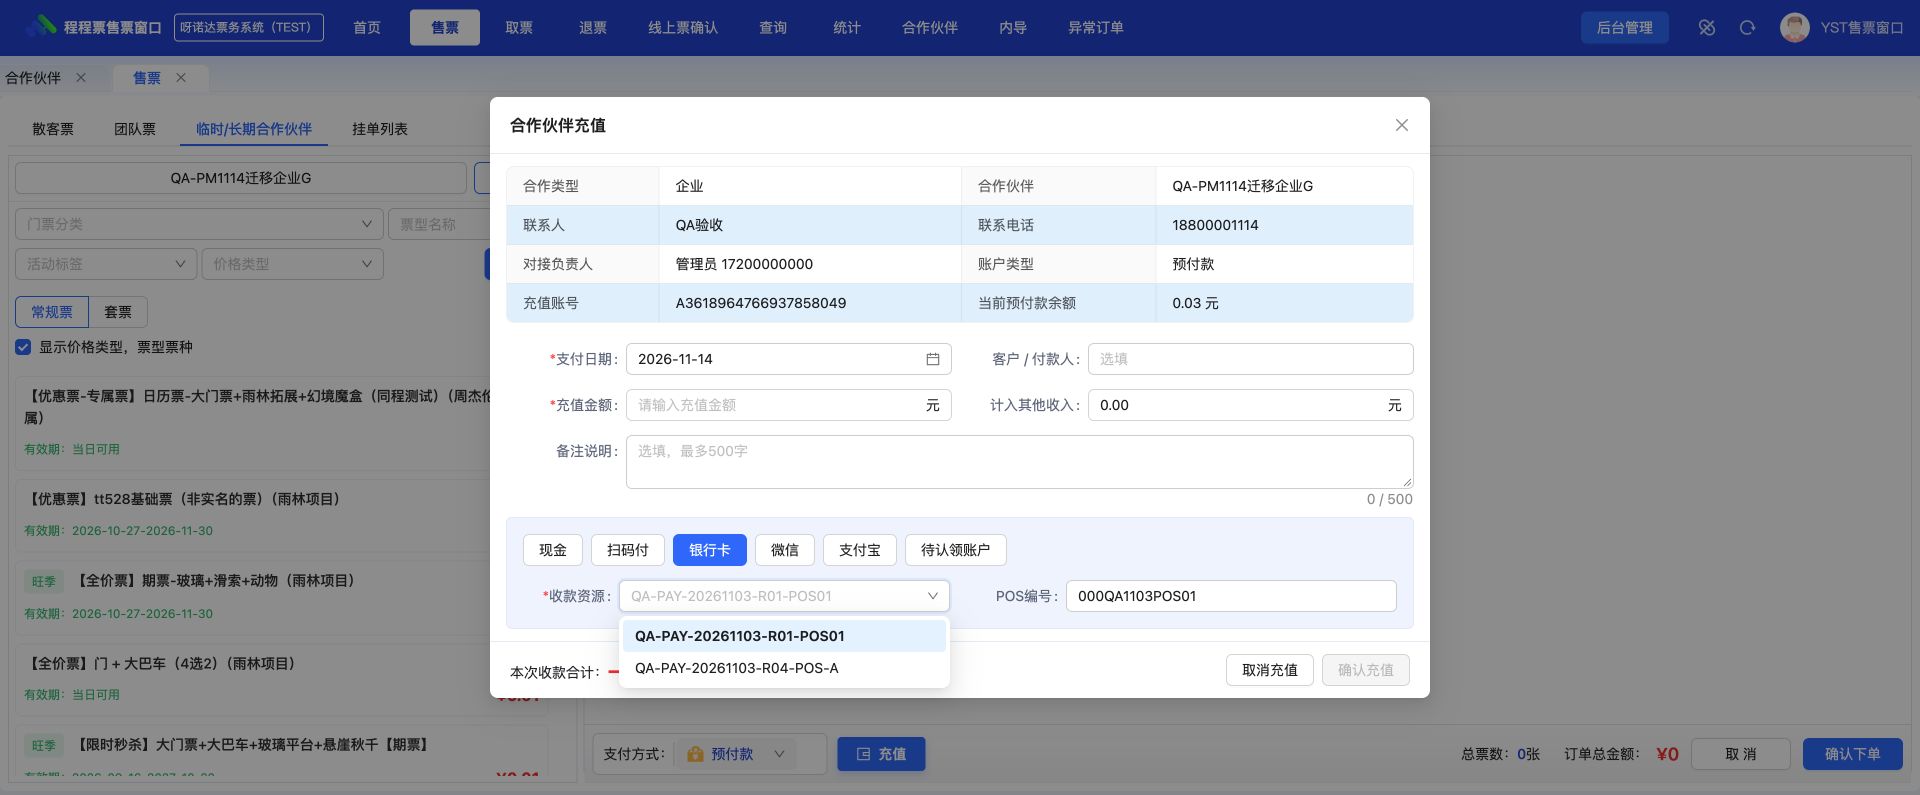 程程票售票窗口 呀诺达票务系统（TEST） 首页 售票 取票 退票 线上票确认 查询 统计 合作伙伴 内导 异常订单 后台管理 YST售票窗口
合作伙伴 售票
散客票 团队票 临时/长期合作伙伴 挂单列表
QA-PM1114迁移企业G
门票分类 票型名称
活动标签 价格类型
常规票 套票
显示价格类型，票型票种
【优惠票-专属票】日历票-大门票+雨林拓展+幻境魔盒（同程测试）（周杰伦
属）
有效期：当日可用
【优惠票】tt528基础票（非实名的票）（雨林项目）
有效期：2026-10-27-2026-11-30
旺季 【全价票】期票-玻璃+滑索+动物（雨林项目）
有效期：2026-10-27-2026-11-30
【全价票】门 + 大巴车（4选2）（雨林项目）
有效期：当日可用
旺季 【限时秒杀】大门票+大巴车+玻璃平台+悬崖秋千【期票】
合作伙伴充值
合作类型 企业 合作伙伴 QA-PM1114迁移企业G
联系人 QA验收 联系电话 18800001114
对接负责人 管理员 17200000000 账户类型 预付款
充值账号 A3618964766937858049 当前预付款余额 0.03 元
*支付日期： 2026-11-14 客户 / 付款人： 选填
*充值金额： 请输入充值金额 元 计入其他收入： 0.00 元
备注说明： 选填，最多500字
0 / 500
现金 扫码付 银行卡 微信 支付宝 待认领账户
*收款资源： QA-PAY-20261103-R01-POS01 POS编号： 000QA1103POS01
QA-PAY-20261103-R01-POS01
QA-PAY-20261103-R04-POS-A
本次收款合计： 取消充值 确认充值
支付方式： 预付款 充值 总票数：0张 订单总金额： ¥0 取 消 确认下单